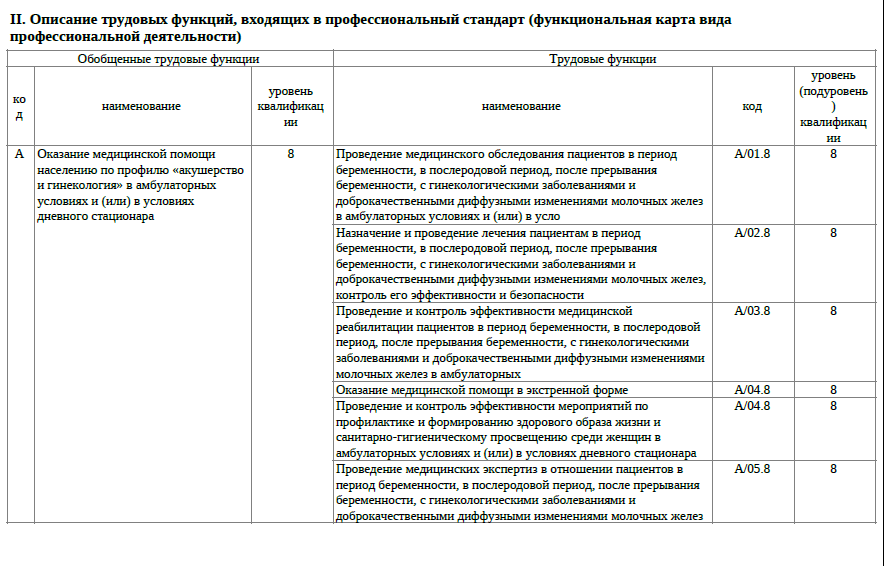 II. Описание трудовых функций, входящих в профессиональный стандарт (функциональная карта вида
профессиональной деятельности)
Обобщенные трудовые функции
Трудовые функции
ко
д
наименование
уровень
квалификац
ии
наименование
код
уровень
(подуровень
)
квалификац
ии
А
Оказание медицинской помощи
населению по профилю «акушерство
и гинекология» в амбулаторных
условиях и (или) в условиях
дневного стационара
8
Проведение медицинского обследования пациентов в период
беременности, в послеродовой период, после прерывания
беременности, с гинекологическими заболеваниями и
доброкачественными диффузными изменениями молочных желез
в амбулаторных условиях и (или) в усло
А/01.8
8
Назначение и проведение лечения пациентам в период
беременности, в послеродовой период, после прерывания
беременности, с гинекологическими заболеваниями и
доброкачественными диффузными изменениями молочных желез,
контроль его эффективности и безопасности
А/02.8
8
Проведение и контроль эффективности медицинской
реабилитации пациентов в период беременности, в послеродовой
период, после прерывания беременности, с гинекологическими
заболеваниями и доброкачественными диффузными изменениями
молочных желез в амбулаторных
А/03.8
8
Оказание медицинской помощи в экстренной форме
А/04.8
8
Проведение и контроль эффективности мероприятий по
профилактике и формированию здорового образа жизни и
санитарно-гигиеническому просвещению среди женщин в
амбулаторных условиях и (или) в условиях дневного стационара
А/04.8
8
Проведение медицинских экспертиз в отношении пациентов в
период беременности, в послеродовой период, после прерывания
беременности, с гинекологическими заболеваниями и
доброкачественными диффузными изменениями молочных желез
А/05.8
8